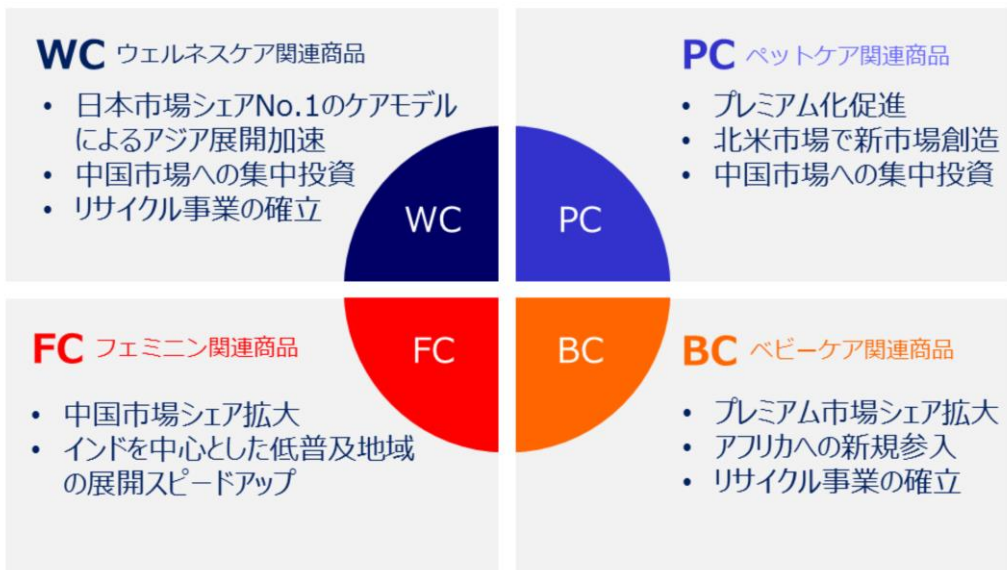 WC ウェルネスケア関連商品
• 日本市場シェアNo.1のケアモデル
によるアジア展開加速
• 中国市場への集中投資
• リサイクル事業の確立
WC
PC ペットケア関連商品
• プレミアム化促進
• 北米市場で新市場創造
• 中国市場への集中投資
PC
FC フェミニン関連商品
• 中国市場シェア拡大
• インドを中心とした低普及地域
の展開スピードアップ
FC
BC ベビーケア関連商品
• プレミアム市場シェア拡大
• アフリカへの新規参入
• リサイクル事業の確立
BC